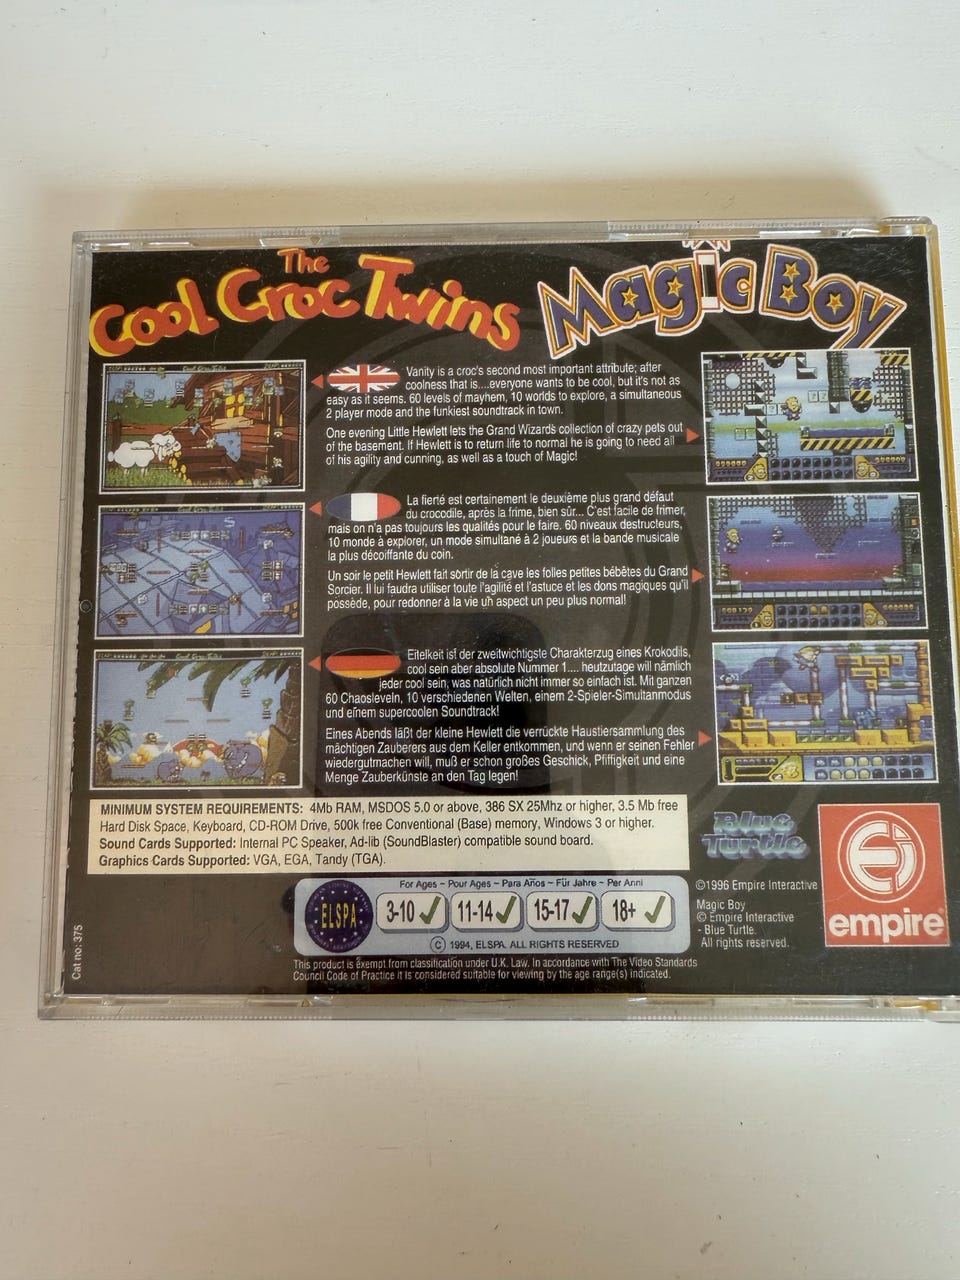 The
Cool Croc Twins
Magic Boy
Vanity is a croc's second most important attribute; after
coolness that is....everyone wants to be cool, but it's not as
easy as it seems. 60 levels of mayhem, 10 worlds to explore, a simultaneous
2 player mode and the funkiest soundtrack in town.
One evening Little Hewlett lets the Grand Wizards collection of crazy pets out
of the basement. If Hewlett is to return life to normal he is going to need all
of his agility and cunning, as well as a touch of Magic!
La fierté est certainement le deuxième plus grand défaut
du crocodile, après la frime, bien sûr... C'est facile de frimer,
mais on n'a pas toujours les qualités pour le faire. 60 niveaux destructeurs,
10 monde à explorer, un mode simultané à 2 joueurs et la bande musicale
la plus décoiffante du coin.
Un soir le petit Hewlett fait sortir de la cave les folles petites bébêtes du Grand
Sorcier. Il lui faudra utiliser toute l'agilité et l'astuce et les dons magiques qu'il
possède, pour redonner à la vie un aspect un peu plus normal!
Eitelkeit ist der zweitwichtigste Charakterzug eines Krokodils,
cool sein aber absolute Nummer 1.... heutzutage will nämlich
jeder cool sein, was natürlich nicht immer so einfach ist. Mit ganzen
60 Chaosleveln, 10 verschiedenen Welten, einem 2-Spieler-Simultanmodus
und einem supercoolen Soundtrack!
Eines Abends läßt der kleine Hewlett die verrückte Haustiersammlung des
mächtigen Zauberers aus dem Keller entkommen, und wenn er seinen Fehler
wiedergutmachen will, muß er schon großes Geschick, Pfiffigkeit und eine
Menge Zauberkünste an den Tag legen!
MINIMUM SYSTEM REQUIREMENTS: 4Mb RAM, MSDOS 5.0 or above, 386 SX 25Mhz or higher, 3.5 Mb free
Hard Disk Space, Keyboard, CD-ROM Drive, 500k free Conventional (Base) memory, Windows 3 or higher.
Sound Cards Supported: Internal PC Speaker, Ad-lib (SoundBlaster) compatible sound board.
Graphics Cards Supported: VGA, EGA, Tandy (TGA).
Blue
Turtle
©1996 Empire Interactive
Magic Boy
© Empire Interactive
- Blue Turtle.
All rights reserved.
empire
For Ages ~ Pour Ages ~ Para Años ~ Für Jahre ~ Per Anni
ELSPA
3-10 ✓ 11-14 ✓ 15-17 ✓ 18+ ✓
© 1994, ELSPA. ALL RIGHTS RESERVED
This product is exempt from classification under U.K. Law. In accordance with The Video Standards
Council Code of Practice it is considered suitable for viewing by the age range(s) indicated.
Cat no: 375